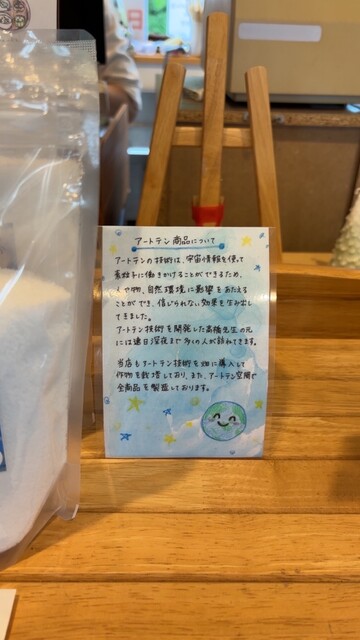 アートテン商品について
アートテンの技術は、宇宙情報を使って
素粒子に働きかけることができるため、
人や物、自然環境に影響をあたえる
ことができ、信じられない効果を生み出し
てきました。
アートテン技術を開発した高橋先生の元
には連日深夜まで多くの人が訪れてきます。
当店もアートテン技術を畑に導入して
作物を栽培しており、また、アートテン空間で
全商品を製造しております。